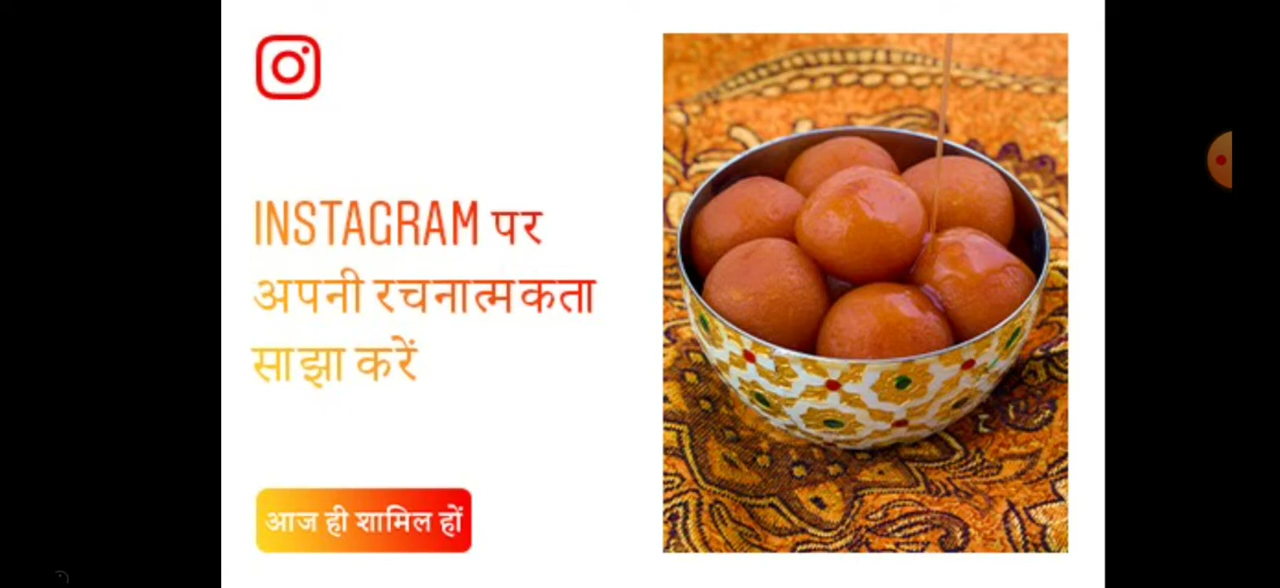 INSTAGRAM पर
अपनी रचनात्मकता
साझा करें
आज ही शामिल हों